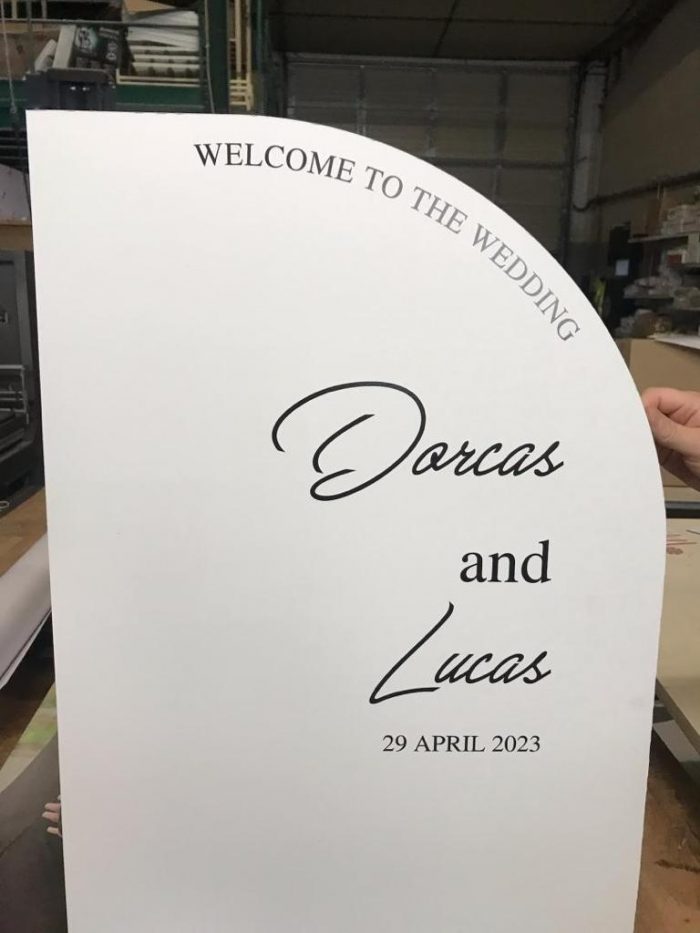 WELCOME TO THE WEDDING
Dorcas
and
Lucas
29 APRIL 2023